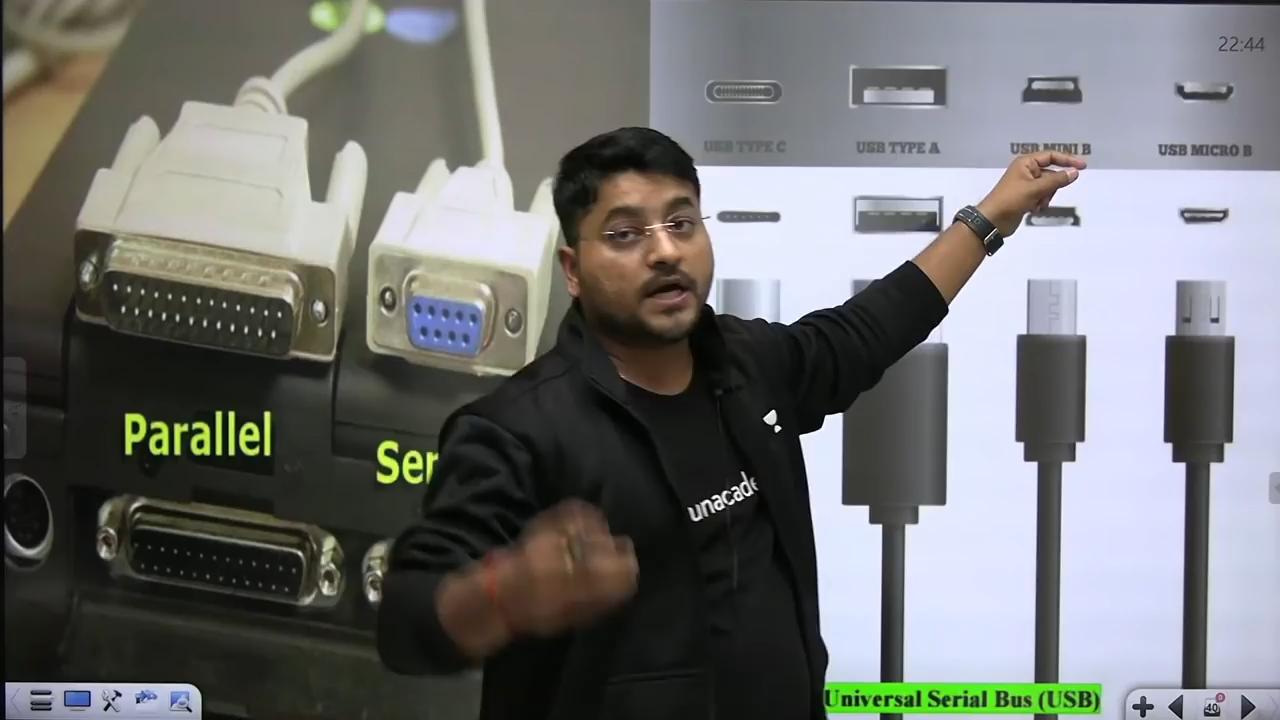 22:44
USB TYPE C
USB TYPE A
USB MINI B
USB MICRO B
Parallel
Ser
unacade
Universal Serial Bus (USB)
40